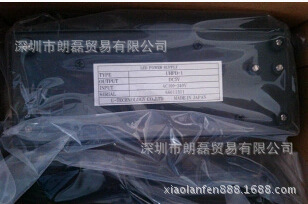 深圳市朗磊贸易有限公司
LED POWER SUPPLY
TYPE
OUTPUT DC5V
INPUT
SERIAL
MADE IN JAPAN
深圳市朗磊贸易有限公司
xiaolanfen888.1688.com